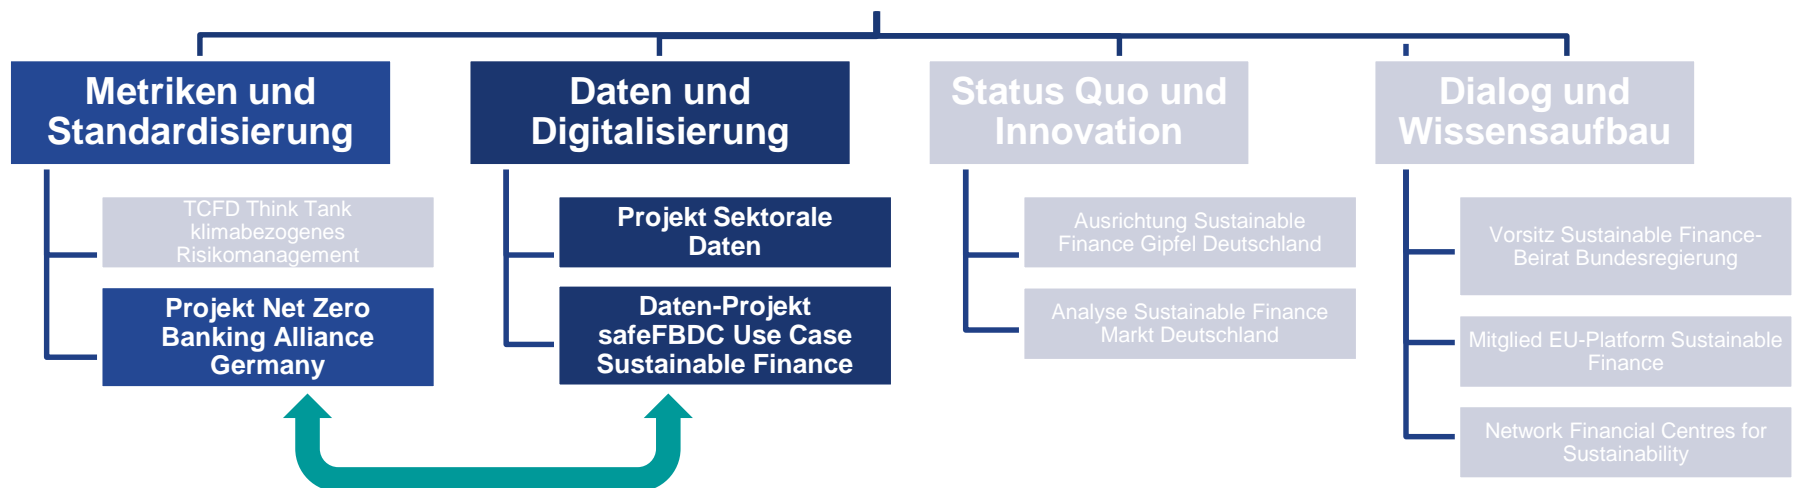 Metriken und
Standardisierung
TCFD Think Tank
klimabezogenes
Risikomanagement
Projekt Net Zero
Banking Alliance
Germany
Daten und
Digitalisierung
Projekt Sektorale
Daten
Daten-Projekt
safeFBDC Use Case
Sustainable Finance
Status Quo und
Innovation
Ausrichtung Sustainable
Finance Gipfel Deutschland
Analyse Sustainable Finance
Markt Deutschland
Dialog und
Wissensaufbau
Vorsitz Sustainable Finance-
Beirat Bundesregierung
Mitglied EU-Platform Sustainable
Finance
Network Financial Centres for
Sustainability